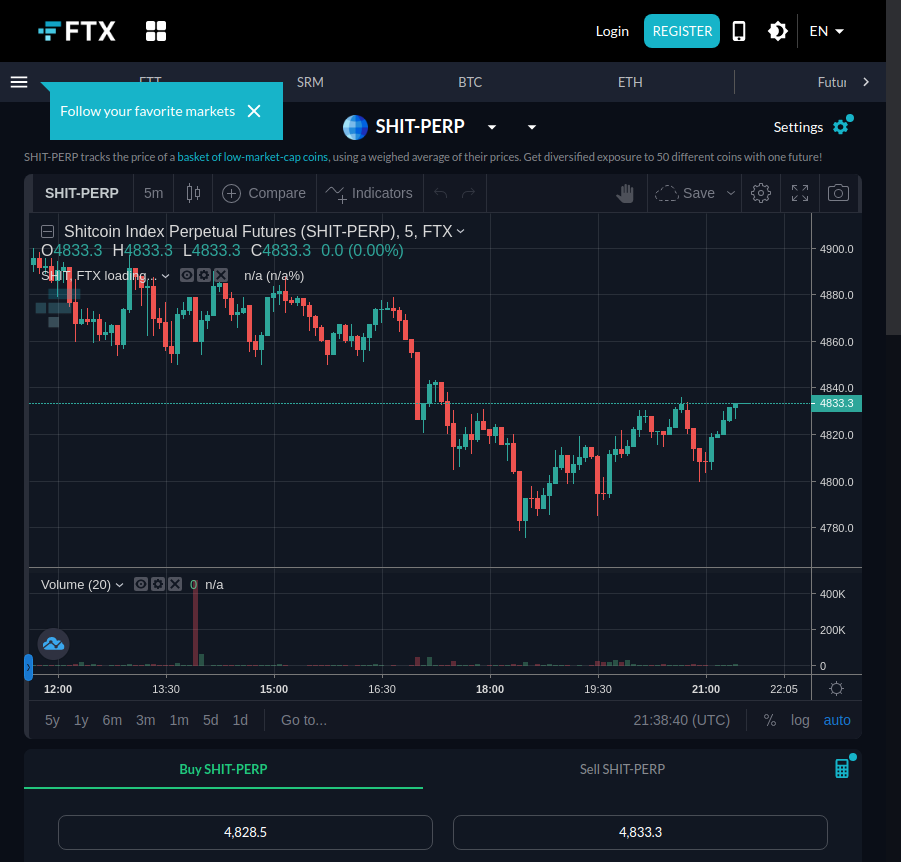 FTX Login REGISTER EN
FTT SRM BTC ETH Futur
Follow your favorite markets
SHIT-PERP Settings
SHIT-PERP tracks the price of a basket of low-market-cap coins, using a weighed average of their prices. Get diversified exposure to 50 different coins with one future!
SHIT-PERP 5m Compare Indicators Save
Shitcoin Index Perpetual Futures (SHIT-PERP), 5, FTX
O4833.3 H4833.3 L4833.3 C4833.3 0.0 (0.00%)
SHIT, FTX loading... n/a (n/a%)
4900.0
4880.0
4860.0
4840.0
4833.3
4820.0
4800.0
4780.0
Volume (20) 0 n/a
400K
200K
0
12:00 13:30 15:00 16:30 18:00 19:30 21:00 22:05
5y 1y 6m 3m 1m 5d 1d Go to... 21:38:40 (UTC) % log auto
Buy SHIT-PERP Sell SHIT-PERP
4,828.5 4,833.3